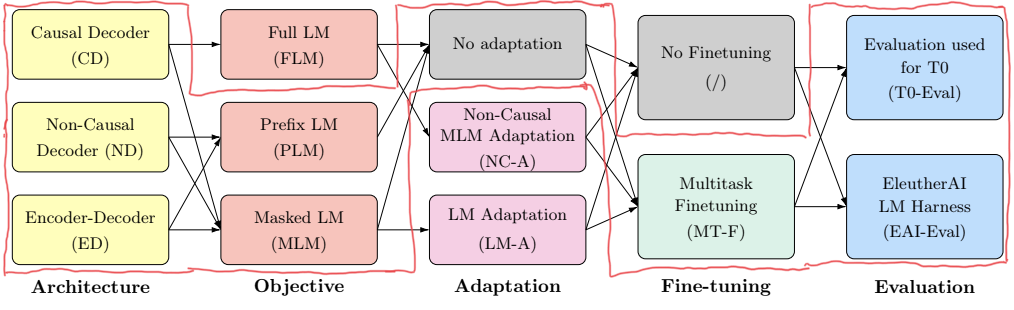 Causal Decoder
(CD)
Non-Causal
Decoder (ND)
Encoder-Decoder
(ED)
Architecture
Full LM
(FLM)
Prefix LM
(PLM)
Masked LM
(MLM)
Objective
No adaptation
Non-Causal
MLM Adaptation
(NC-A)
LM Adaptation
(LM-A)
Adaptation
No Finetuning
(/)
Multitask
Finetuning
(MT-F)
Fine-tuning
Evaluation used
for T0
(T0-Eval)
EleutherAI
LM Harness
(EAI-Eval)
Evaluation